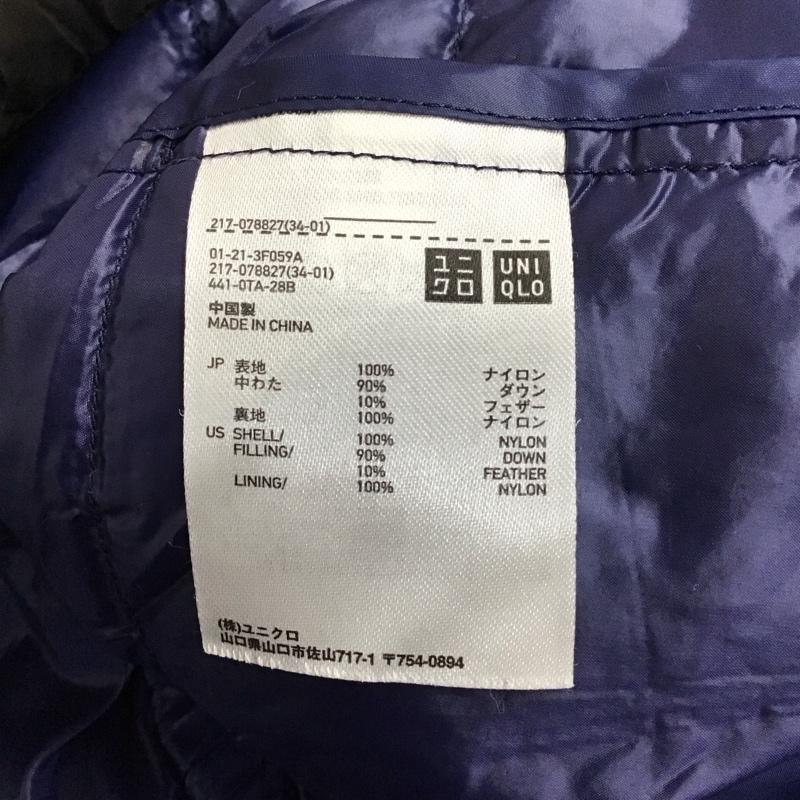 217-078827(34-01)
01-21-3F059A
217-078827(34-01)
441-0TA-28B
ユニ
クロ
UNI
QLO
中国製
MADE IN CHINA
JP 表地 100% ナイロン
中わた 90% ダウン
10% フェザー
裏地 100% ナイロン
US SHELL/ 100% NYLON
FILLING/ 90% DOWN
10% FEATHER
LINING/ 100% NYLON
(株)ユニクロ
山口県山口市佐山717-1 〒754-0894